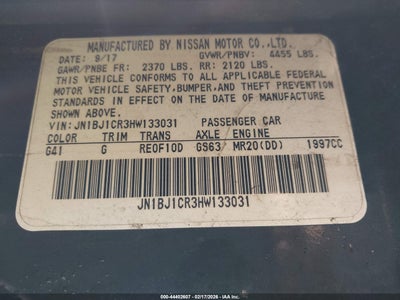 MANUFACTURED BY NISSAN MOTOR CO.,LTD.
DATE: 9/17 GVWR/PNBV: 4455 LBS.
GAWR/PNBE FR: 2370 LBS. RR: 2120 LBS.
THIS VEHICLE CONFORMS TO ALL APPLICABLE FEDERAL
MOTOR VEHICLE SAFETY, BUMPER, AND THEFT PREVENTION
STANDARDS IN EFFECT ON THE DATE OF MANUFACTURE
SHOWN ABOVE.
VIN: JN1BJ1CR3HW133031 PASSENGER CAR
COLOR TRIM TRANS AXLE ENGINE
G41 G RE0F10D GS63 MR20(DD) 1997CC
JN1BJ1CR3HW133031
000-44402607 - 02/17/2026 - IAAI.COM